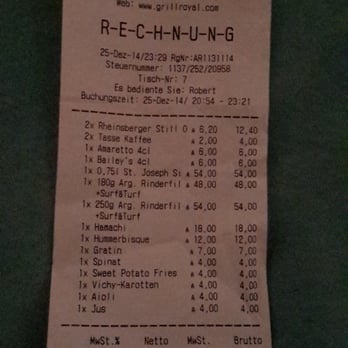 Web: www.grillroyal.com
R-E-C-H-N-U-N-G
25-Dez-14/23:29 RgNr:AR1131114
Steuernummer: 1137/252/20958
Tisch-Nr: 7
Es bediente Sie: Robert
Buchungszeit: 25-Dez-14/ 20:54 - 23:21
2x Rheinsberger Still 0 à 6,20 12,40
2x Tasse Kaffee à 2,00 4,00
1x Amaretto 4cl à 6,00 6,00
1x Bailey's 4cl à 6,00 6,00
1x 0,75l St. Joseph Si à 54,00 54,00
1x 180g Arg. Rinderfil à 48,00 48,00
+Surf&Turf
1x 250g Arg. Rinderfil à 54,00 54,00
+Surf&Turf
1x Hamachi à 18,00 18,00
1x Hummerbisque à 12,00 12,00
1x Gratin à 7,00 7,00
1x Spinat à 4,00 4,00
1x Sweet Potato Fries à 4,00 4,00
1x Vichy-Karotten à 4,00 4,00
1x Aioli à 4,00 4,00
1x Jus à 4,00 4,00
MwSt.% Netto MwSt. Brutto